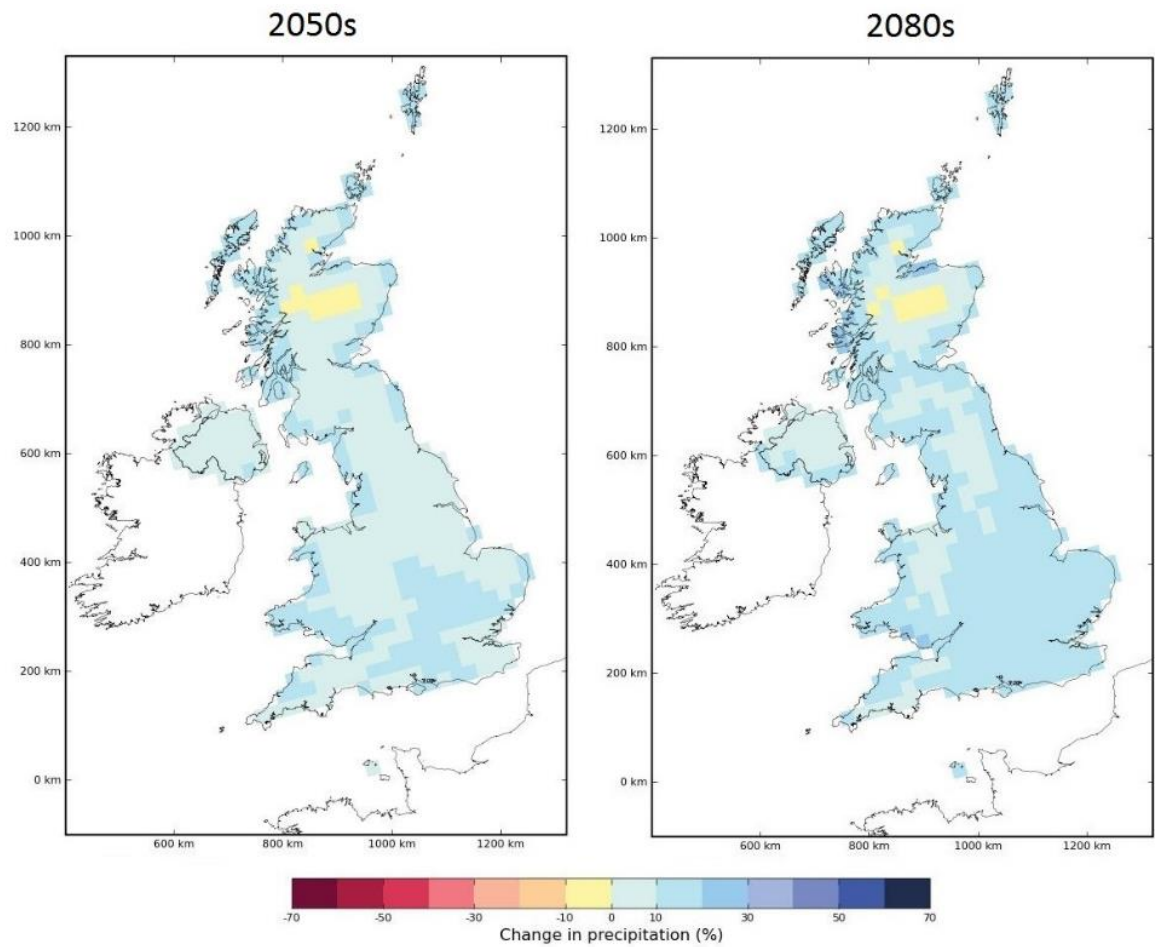 2050s 2080s
1200 km 1200 km
1000 km 1000 km
800 km 800 km
600 km 600 km
400 km 400 km
200 km 200 km
0 km 0 km
600 km 800 km 1000 km 1200 km 600 km 800 km 1000 km 1200 km
-70 -50 -30 -10 0 10 30 50 70
Change in precipitation (%)